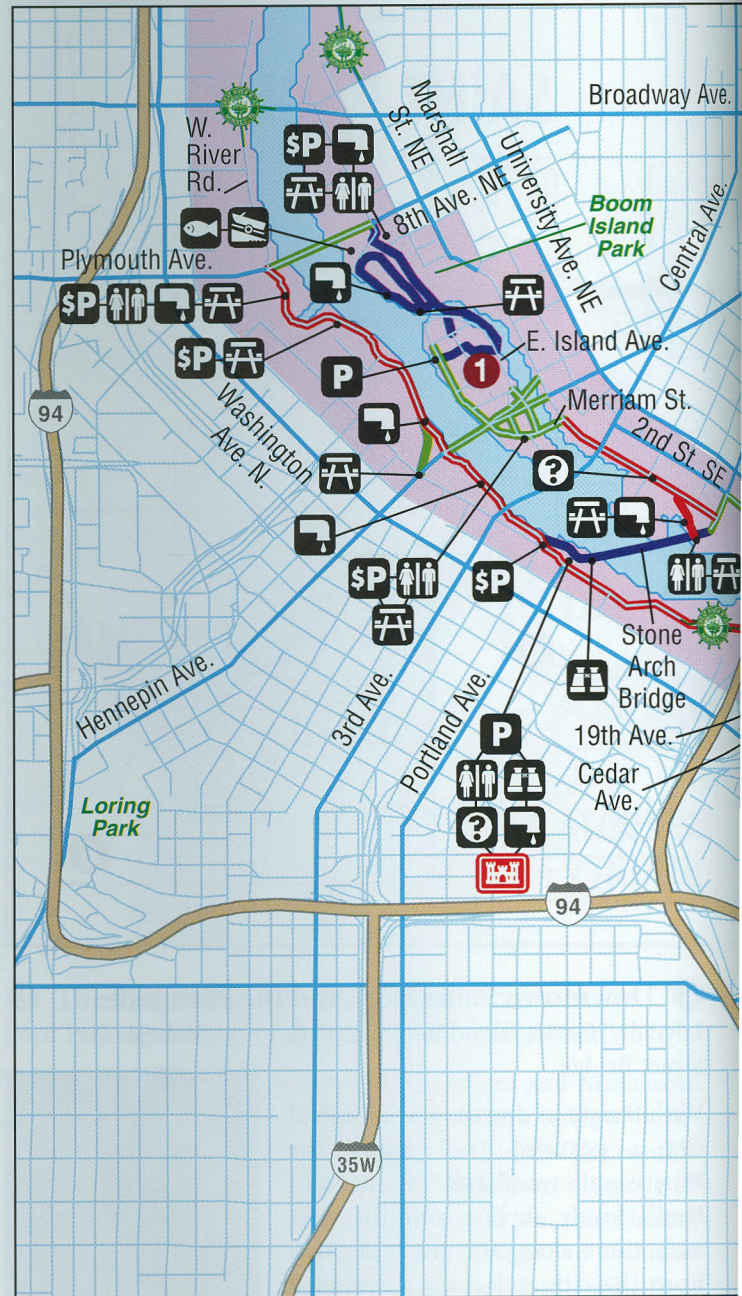 Broadway Ave.
W.
River
Rd.
Marshall
St. NE
University Ave. NE
$P
8th Ave. NE
Boom
Island
Park
Central Ave.
Plymouth Ave.
$P
E. Island Ave.
$P
P
1
Merriam St.
94
Washington
Ave. N.
2nd St. SE
?
$P
$P
Stone
Arch
Bridge
Hennepin Ave.
3rd Ave.
Portland Ave.
P
19th Ave.
Cedar
Ave.
?
Loring
Park
94
35W